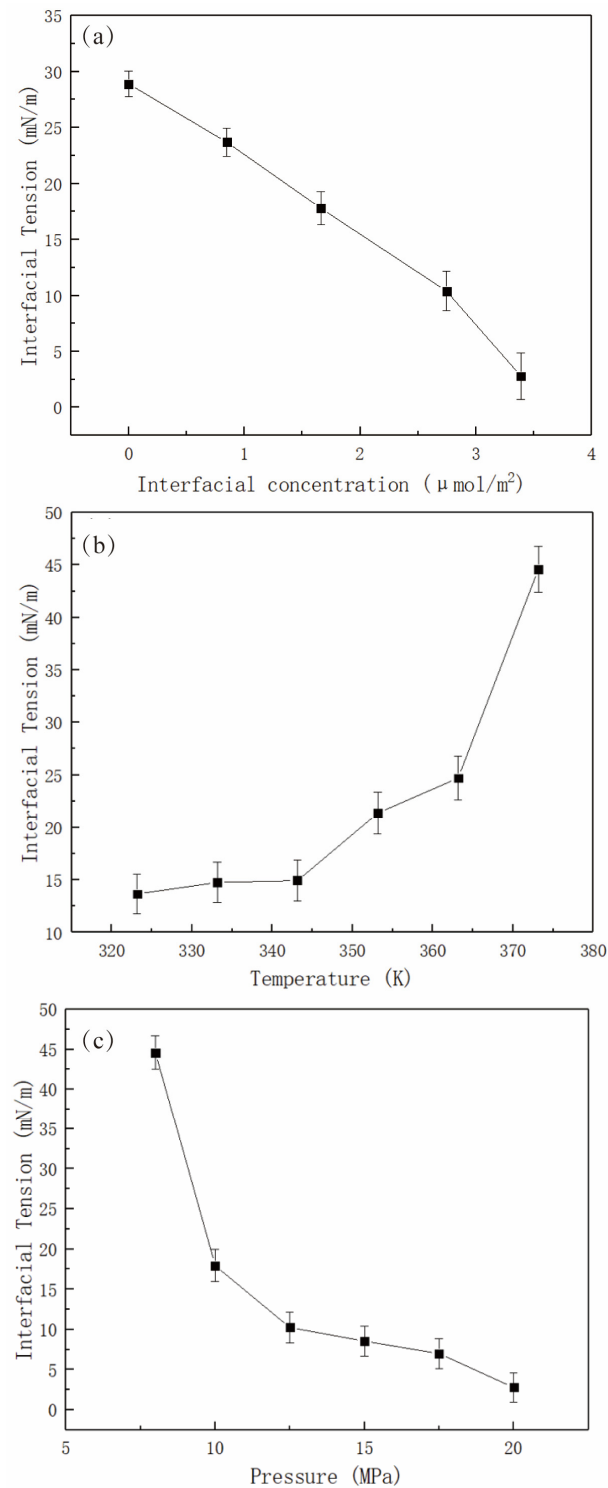 (a)
Interfacial Tension (mN/m)
35
30
25
20
15
10
5
0
0 1 2 3 4
Interfacial concentration (μmol/m²)
(b)
Interfacial Tension (mN/m)
50
45
40
35
30
25
20
15
10
320 330 340 350 360 370 380
Temperature (K)
(c)
Interfacial Tension (mN/m)
50
45
40
35
30
25
20
15
10
5
0
5 10 15 20
Pressure (MPa)